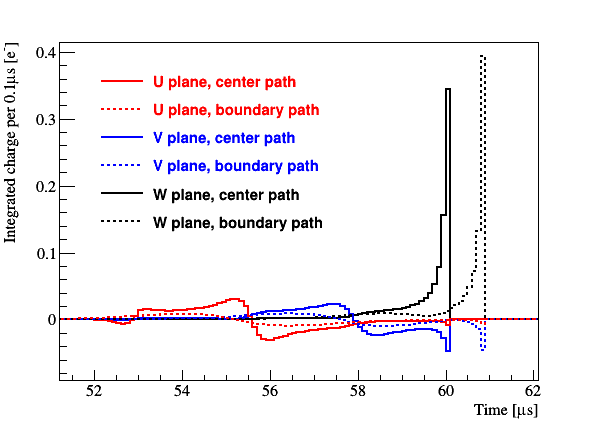 Integrated charge per 0.1μs [e⁻]
0.4
0.3
0.2
0.1
0
U plane, center path
U plane, boundary path
V plane, center path
V plane, boundary path
W plane, center path
W plane, boundary path
52 54 56 58 60 62
Time [μs]